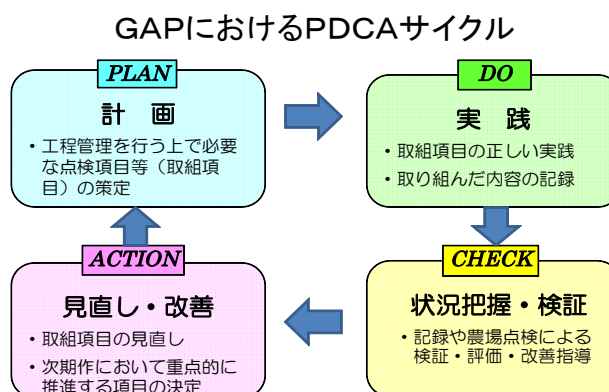 GAPにおけるPDCAサイクル
PLAN
計　画
・工程管理を行う上で必要
な点検項目等（取組項
目）の策定
DO
実　践
・取組項目の正しい実践
・取り組んだ内容の記録
CHECK
状況把握・検証
・記録や農場点検による
検証・評価・改善指導
ACTION
見直し・改善
・取組項目の見直し
・次期作において重点的に
推進する項目の決定